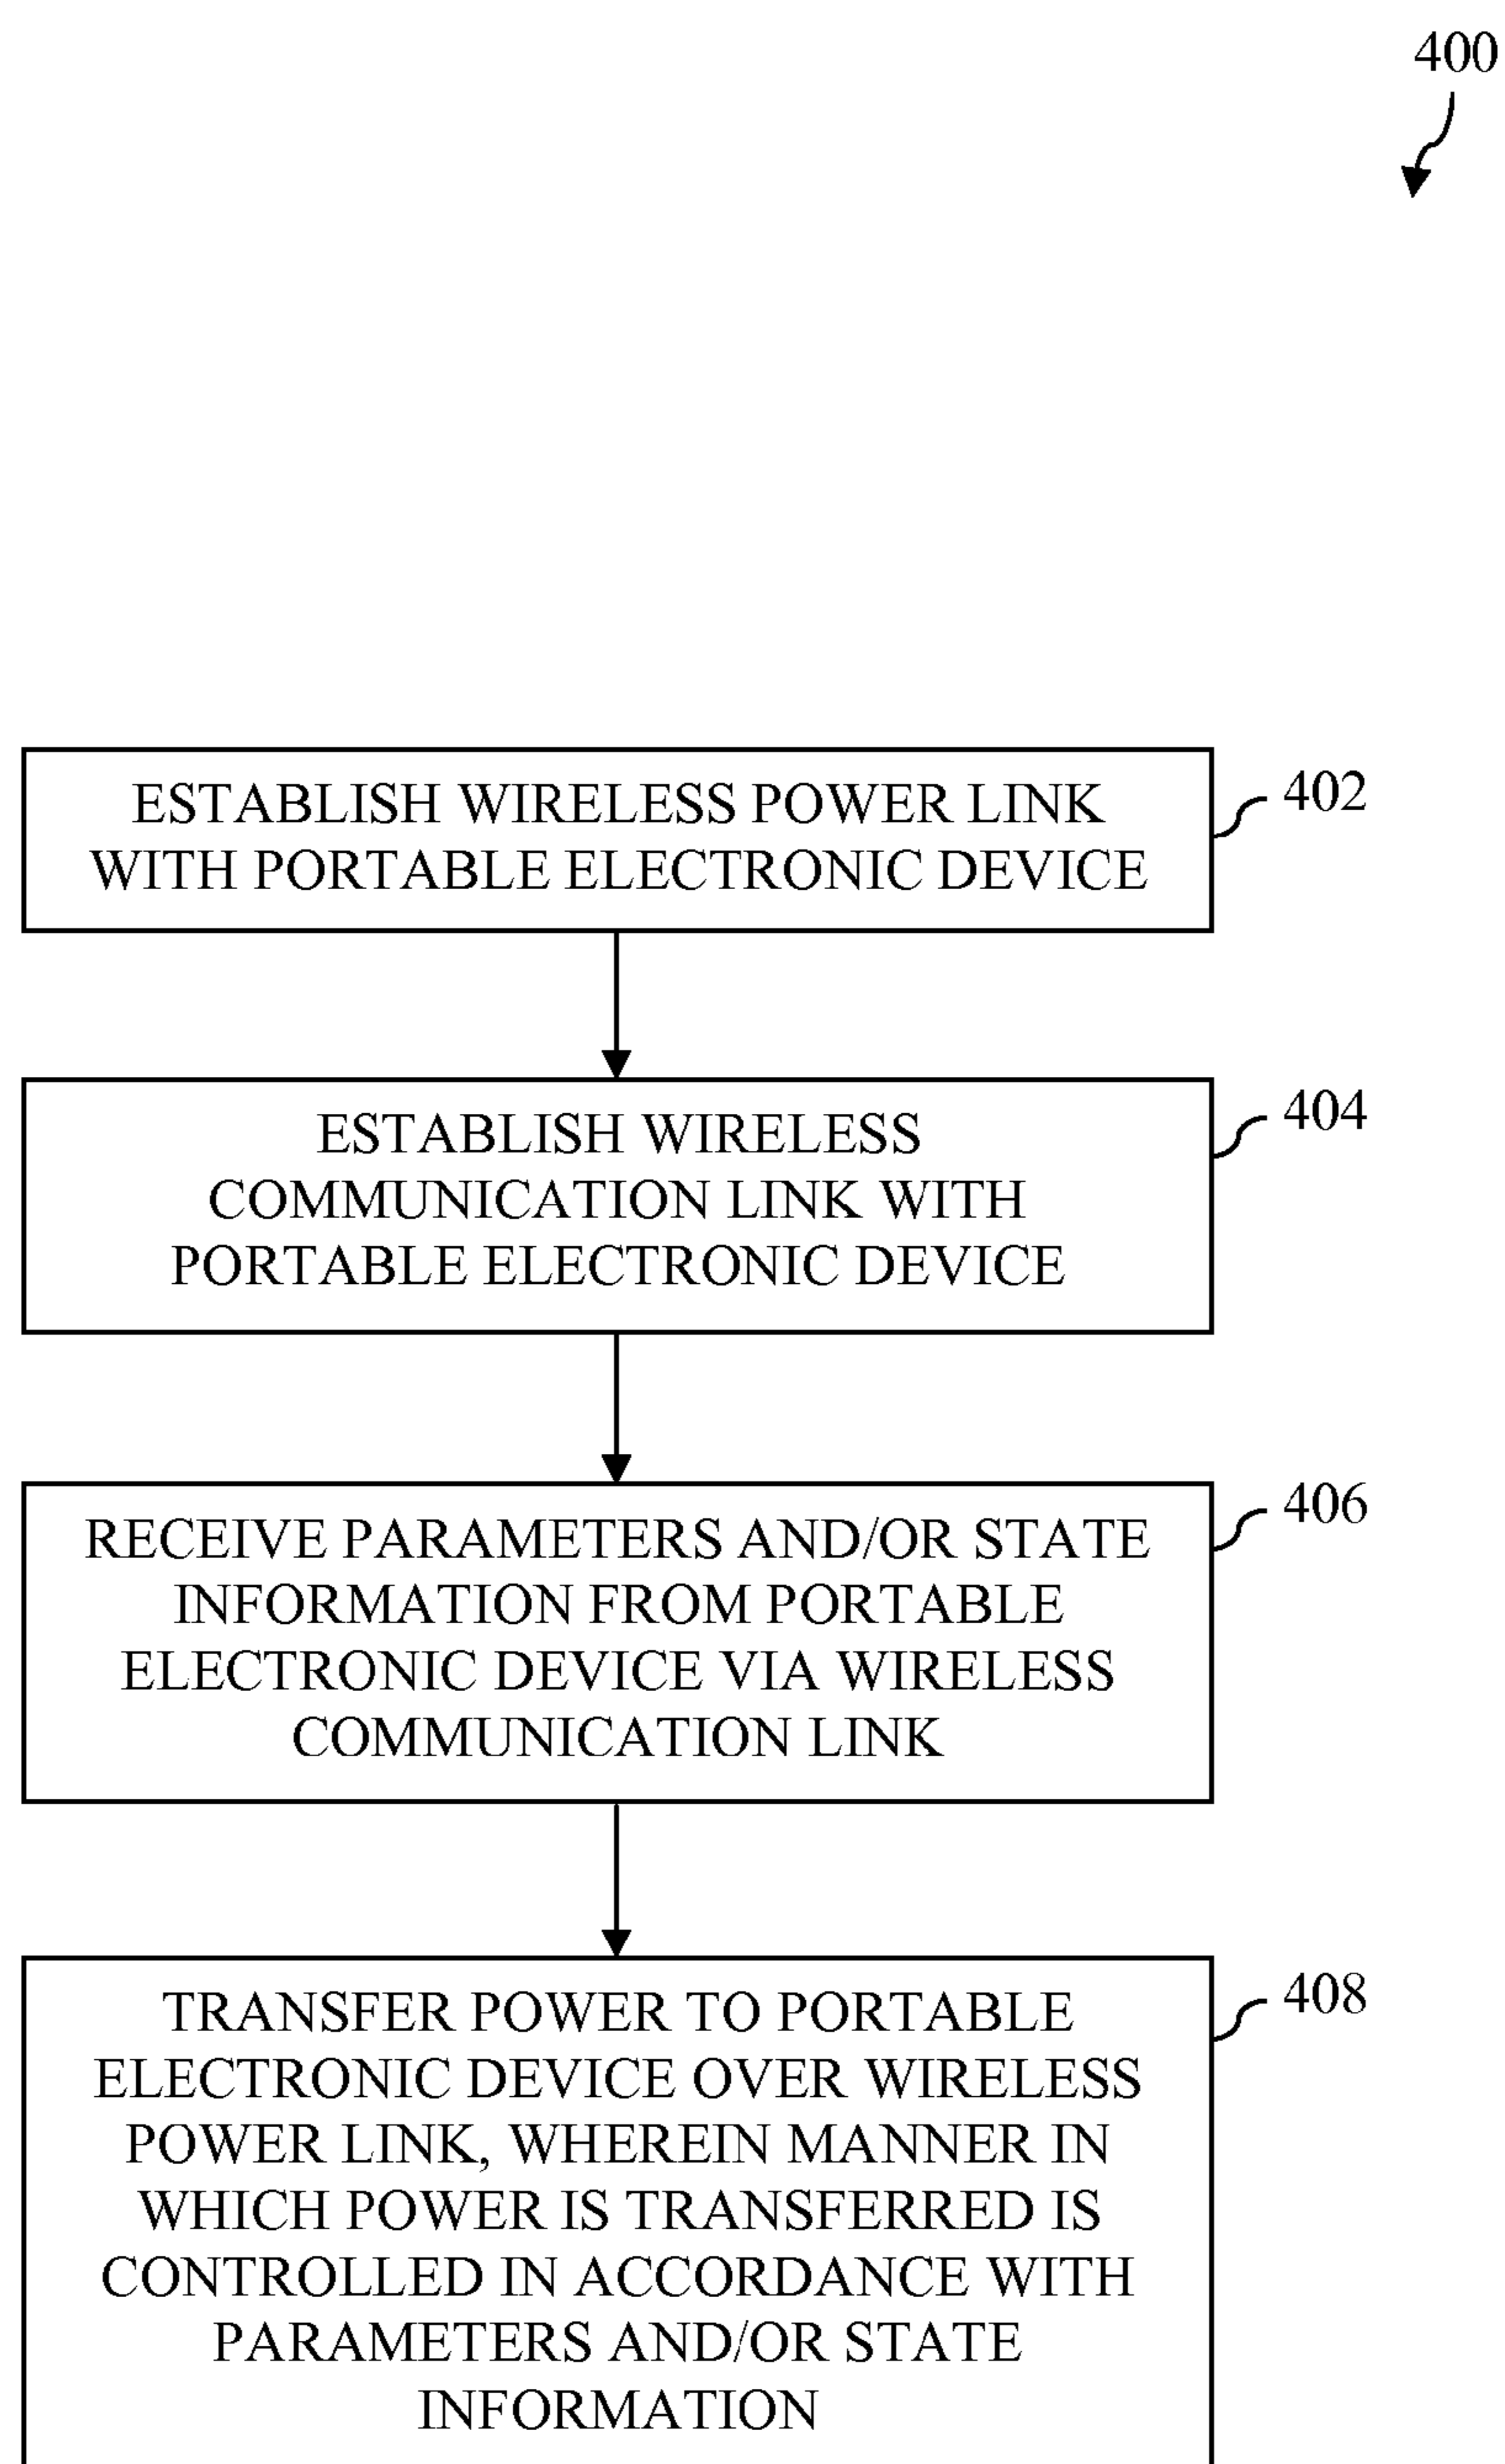 400
ESTABLISH WIRELESS POWER LINK
WITH PORTABLE ELECTRONIC DEVICE
402
ESTABLISH WIRELESS
COMMUNICATION LINK WITH
PORTABLE ELECTRONIC DEVICE
404
RECEIVE PARAMETERS AND/OR STATE
INFORMATION FROM PORTABLE
ELECTRONIC DEVICE VIA WIRELESS
COMMUNICATION LINK
406
TRANSFER POWER TO PORTABLE
ELECTRONIC DEVICE OVER WIRELESS
POWER LINK, WHEREIN MANNER IN
WHICH POWER IS TRANSFERRED IS
CONTROLLED IN ACCORDANCE WITH
PARAMETERS AND/OR STATE
INFORMATION
408